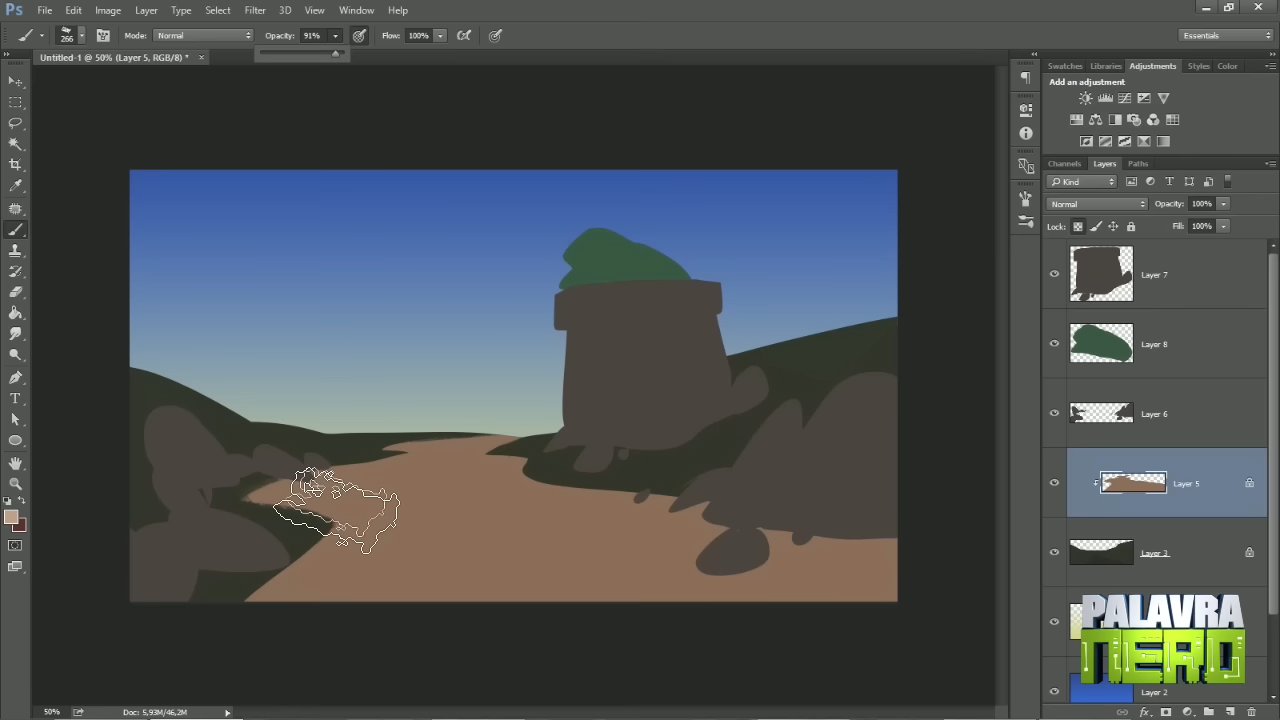 Ps File Edit Image Layer Type Select Filter 3D View Window Help
266 Mode: Normal Opacity: 91% Flow: 100% Essentials
Untitled-1 @ 50% (Layer 5, RGB/8) * ×
Swatches Libraries Adjustments Styles Color
Add an adjustment
Channels Layers Paths
Kind
Normal Opacity: 100%
Lock: Fill: 100%
Layer 7
Layer 8
Layer 6
Layer 5
Layer 3
PALAVRA
NERD
Layer 2
50% Doc: 5,93M/46,2M